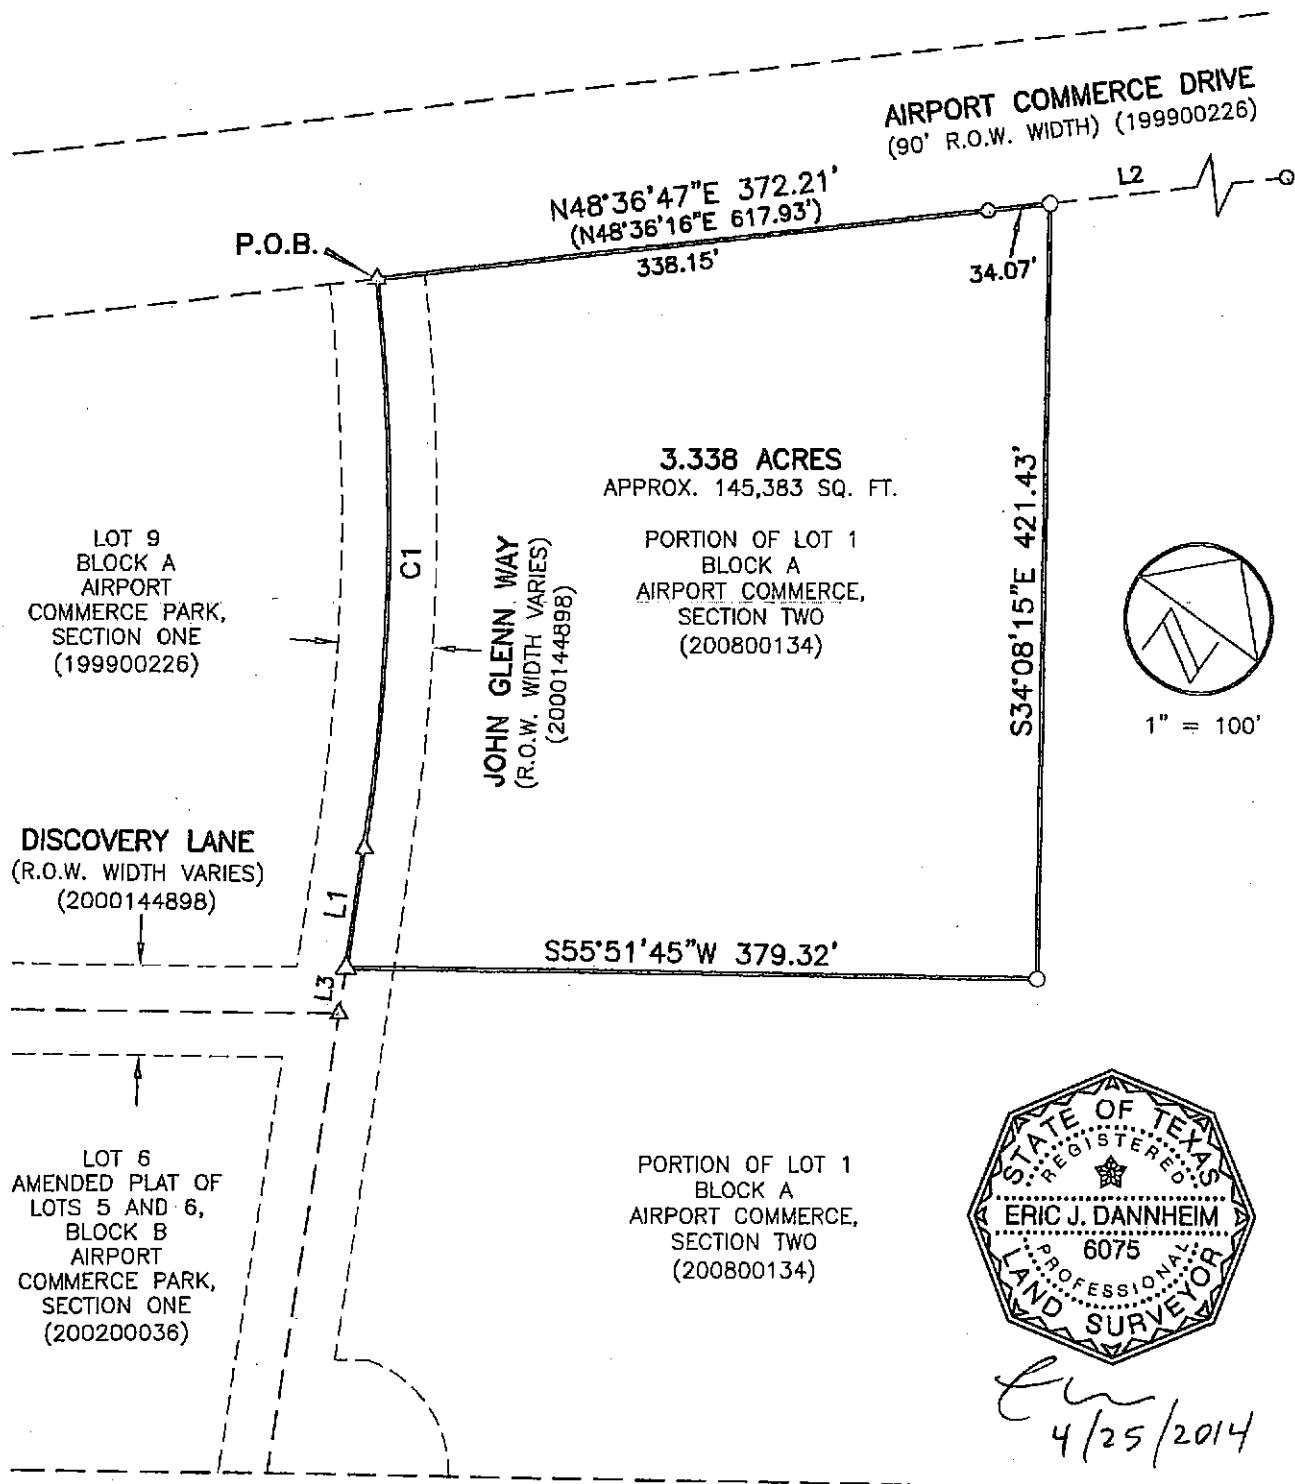 AIRPORT COMMERCE DRIVE
(90' R.O.W. WIDTH) (199900226)
L2
N48°36'47"E 372.21'
(N48°36'16"E 617.93')
338.15'
34.07'
P.O.B.
3.338 ACRES
APPROX. 145,383 SQ. FT.
PORTION OF LOT 1
BLOCK A
AIRPORT COMMERCE,
SECTION TWO
(200800134)
S34°08'15"E 421.43'
LOT 9
BLOCK A
AIRPORT
COMMERCE PARK,
SECTION ONE
(199900226)
C1
JOHN GLENN WAY
(R.O.W. WIDTH VARIES)
(2000144898)
N
1" = 100'
DISCOVERY LANE
(R.O.W. WIDTH VARIES)
(2000144898)
L1
S55°51'45"W 379.32'
L3
LOT 6
AMENDED PLAT OF
LOTS 5 AND 6,
BLOCK B
AIRPORT
COMMERCE PARK,
SECTION ONE
(200200036)
PORTION OF LOT 1
BLOCK A
AIRPORT COMMERCE,
SECTION TWO
(200800134)
STATE OF TEXAS
REGISTERED
ERIC J. DANNHEIM
6075
PROFESSIONAL
LAND SURVEYOR
4/25/2014